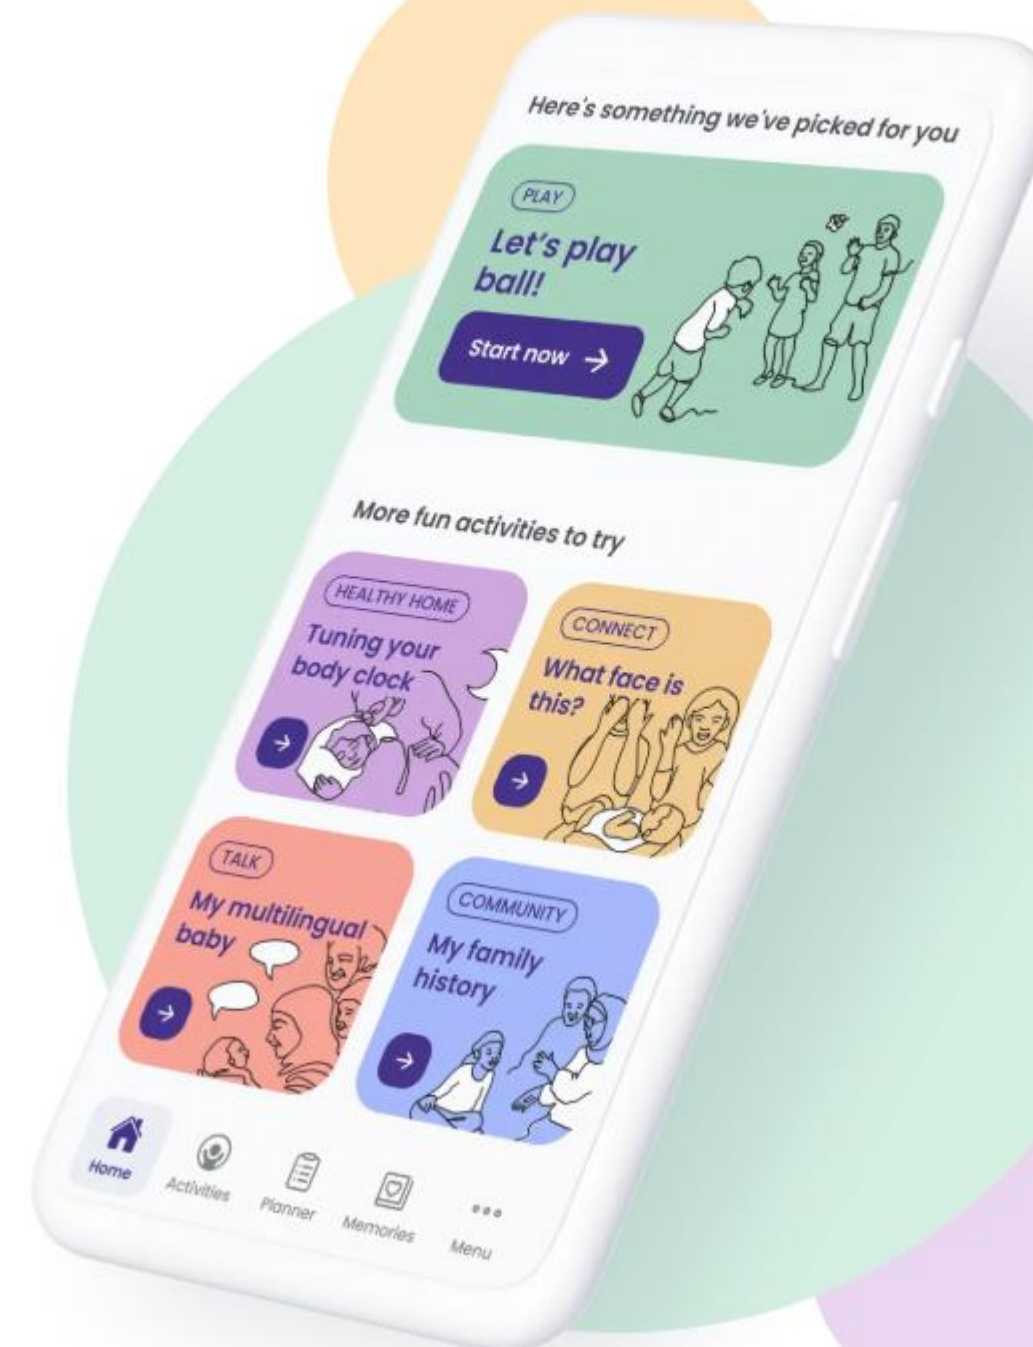 Here's something we've picked for you
PLAY
Let's play
ball!
Start now
More fun activities to try
HEALTHY HOME
Tuning your
body clock
CONNECT
What face is
this?
TALK
My multilingual
baby
COMMUNITY
My family
history
Home
Activities
Planner
Memories
Menu